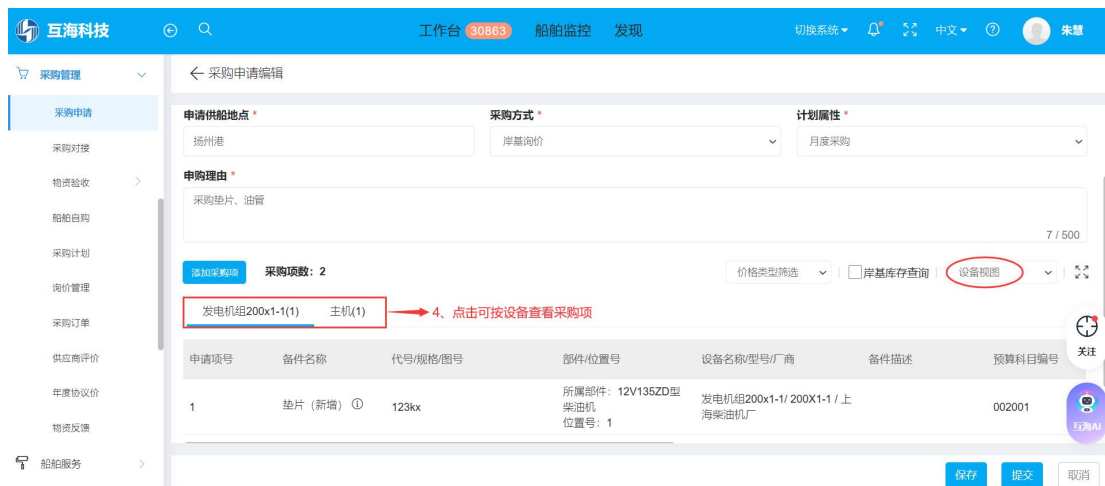 互海科技
工作台 30863 船舶监控 发现
切换系统 中文 朱慧
采购管理
采购申请
采购对接
物资验收
船舶自购
采购计划
询价管理
采购订单
供应商评价
年度协议价
物资反馈
船舶服务
← 采购申请编辑
申请供船地点 * 采购方式 * 计划属性 *
扬州港 岸基询价 月度采购
申购理由 *
采购垫片、油管
7 / 500
添加采购项 采购项数：2 价格类型筛选 岸基库存查询 设备视图
发电机组200x1-1(1) 主机(1) 4、点击可按设备查看采购项
申请项号 备件名称 代号/规格/图号 部件/位置号 设备名称/型号/厂商 备件描述 预算科目编号
1 垫片（新增） 123kx 所属部件：12V135ZD型柴油机 位置号：1 发电机组200x1-1/ 200X1-1 / 上海柴油机厂 002001
关注
互海AI
保存 提交 取消